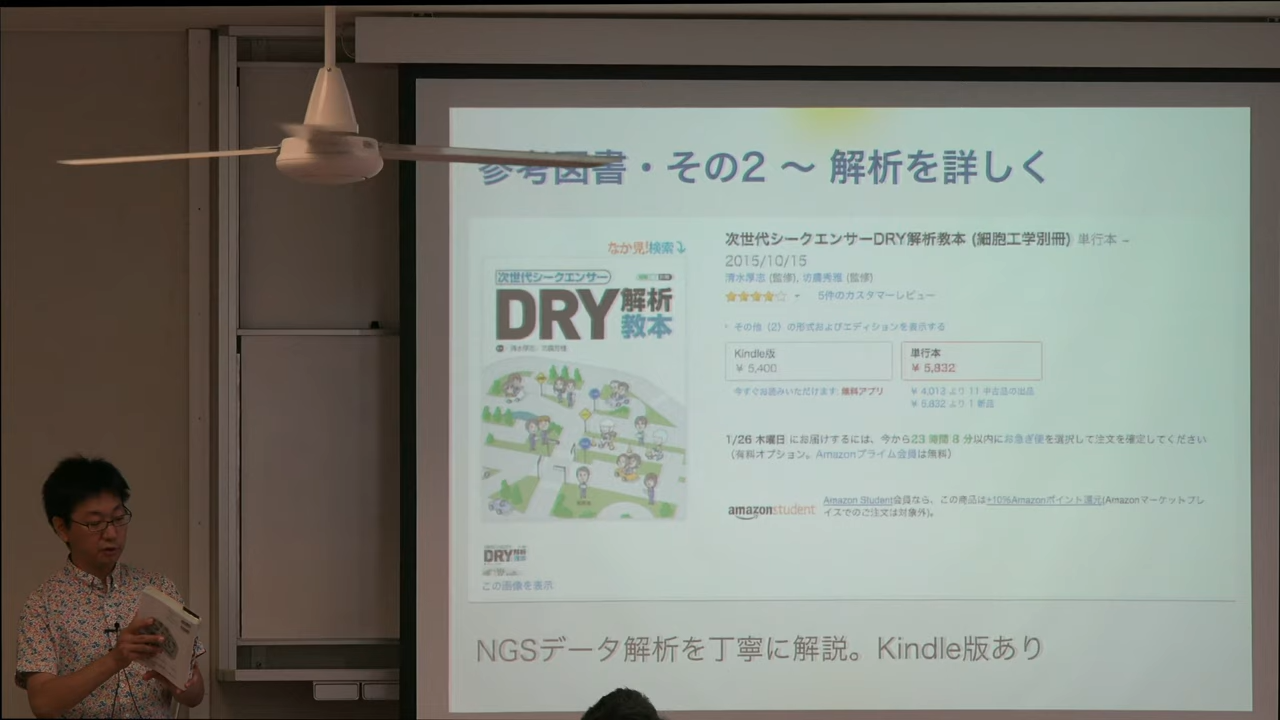 参考図書・その2 〜 解析を詳しく
なか見!検索
次世代シークエンサー
DRY解析教本
次世代シークエンサーDRY解析教本 (細胞工学別冊) 単行本 –
2015/10/15
清水厚志 (監修), 坊農秀雅 (監修)
5件のカスタマーレビュー
その他 (2) の形式およびエディションを表示する
Kindle版
¥ 5,400
単行本
¥ 5,832
今すぐお読みいただけます: 無料アプリ
¥ 4,013 より 11 中古品の出品
¥ 5,832 より 1 新品
1/26 木曜日 にお届けするには、今から23 時間 8 分以内にお急ぎ便を選択して注文を確定してください
(有料オプション。Amazonプライム会員は無料)
amazonstudent
Amazon Student会員なら、この商品は+10%Amazonポイント還元(Amazonマーケットプレ
イスでのご注文は対象外)。
DRY解析
この画像を表示
NGSデータ解析を丁寧に解説。Kindle版あり